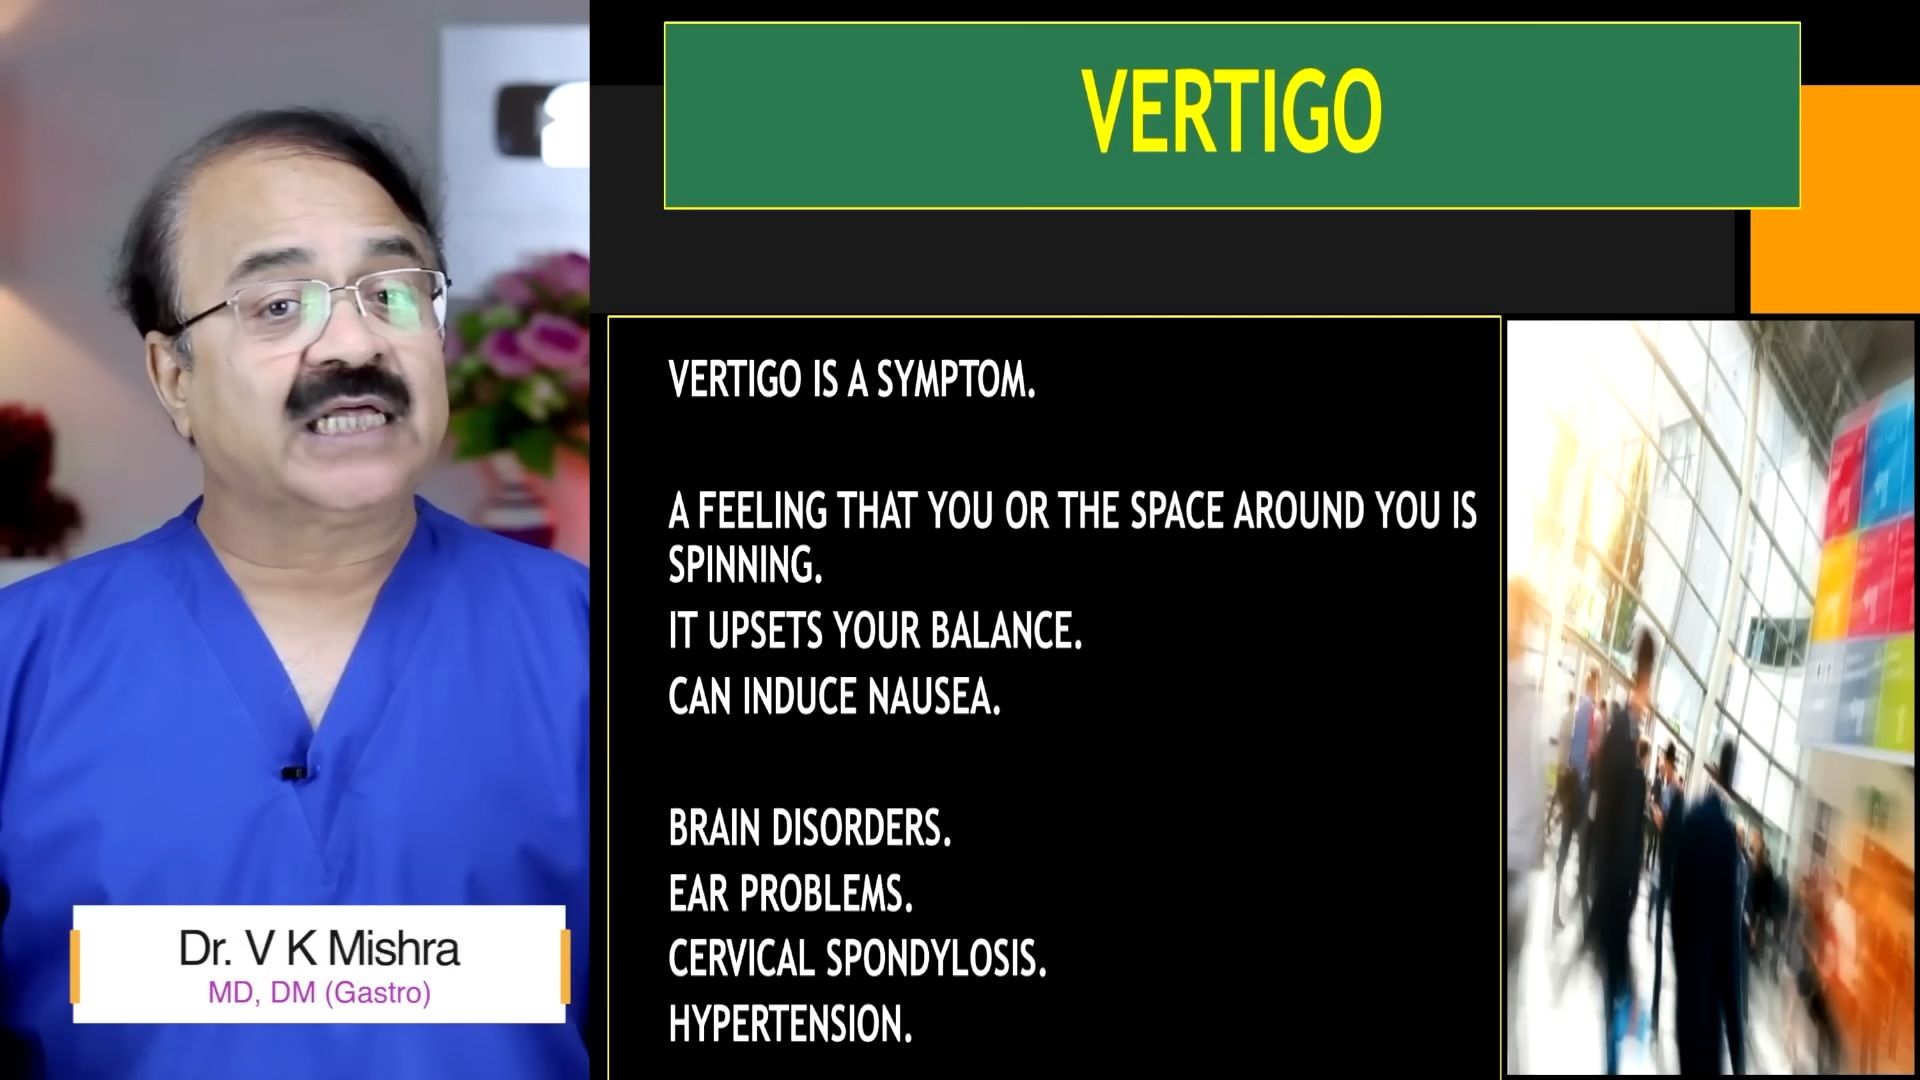 VERTIGO
VERTIGO IS A SYMPTOM.
A FEELING THAT YOU OR THE SPACE AROUND YOU IS
SPINNING.
IT UPSETS YOUR BALANCE.
CAN INDUCE NAUSEA.
BRAIN DISORDERS.
EAR PROBLEMS.
CERVICAL SPONDYLOSIS.
HYPERTENSION.
Dr. V K Mishra
MD, DM (Gastro)